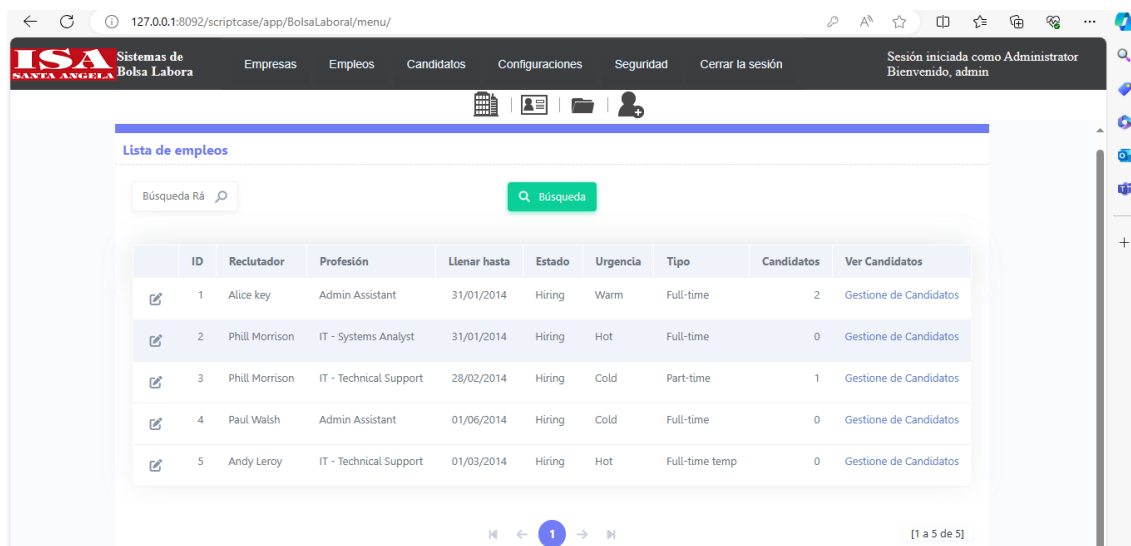 127.0.0.1:8092/scriptcase/app/BolsaLaboral/menu/
ISA
SANTA ANGELA
Sistemas de
Bolsa Labora
Empresas Empleos Candidatos Configuraciones Seguridad Cerrar la sesión
Sesión iniciada como Administrator
Bienvenido, admin
Lista de empleos
Búsqueda Rá Búsqueda
ID Reclutador Profesión Llenar hasta Estado Urgencia Tipo Candidatos Ver Candidatos
1 Alice key Admin Assistant 31/01/2014 Hiring Warm Full-time 2 Gestione de Candidatos
2 Phill Morrison IT - Systems Analyst 31/01/2014 Hiring Hot Full-time 0 Gestione de Candidatos
3 Phill Morrison IT - Technical Support 28/02/2014 Hiring Cold Part-time 1 Gestione de Candidatos
4 Paul Walsh Admin Assistant 01/06/2014 Hiring Cold Full-time 0 Gestione de Candidatos
5 Andy Leroy IT - Technical Support 01/03/2014 Hiring Hot Full-time temp 0 Gestione de Candidatos
1
[1 a 5 de 5]